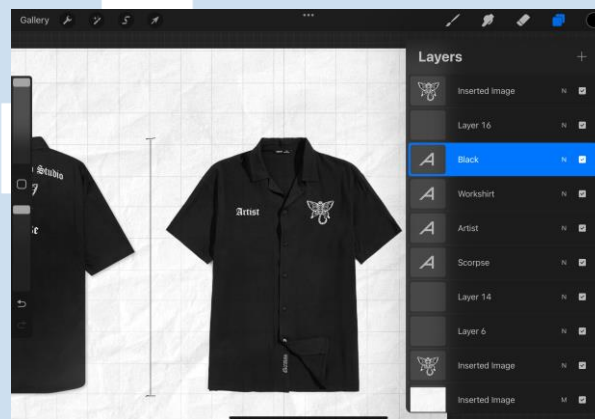 Gallery
Layers
Inserted Image N
Layer 16 N
Black N
Workshirt N
Artist N
Scorpse N
Layer 14 N
Layer 6 N
Inserted Image N
Inserted Image M
Studio
Artist